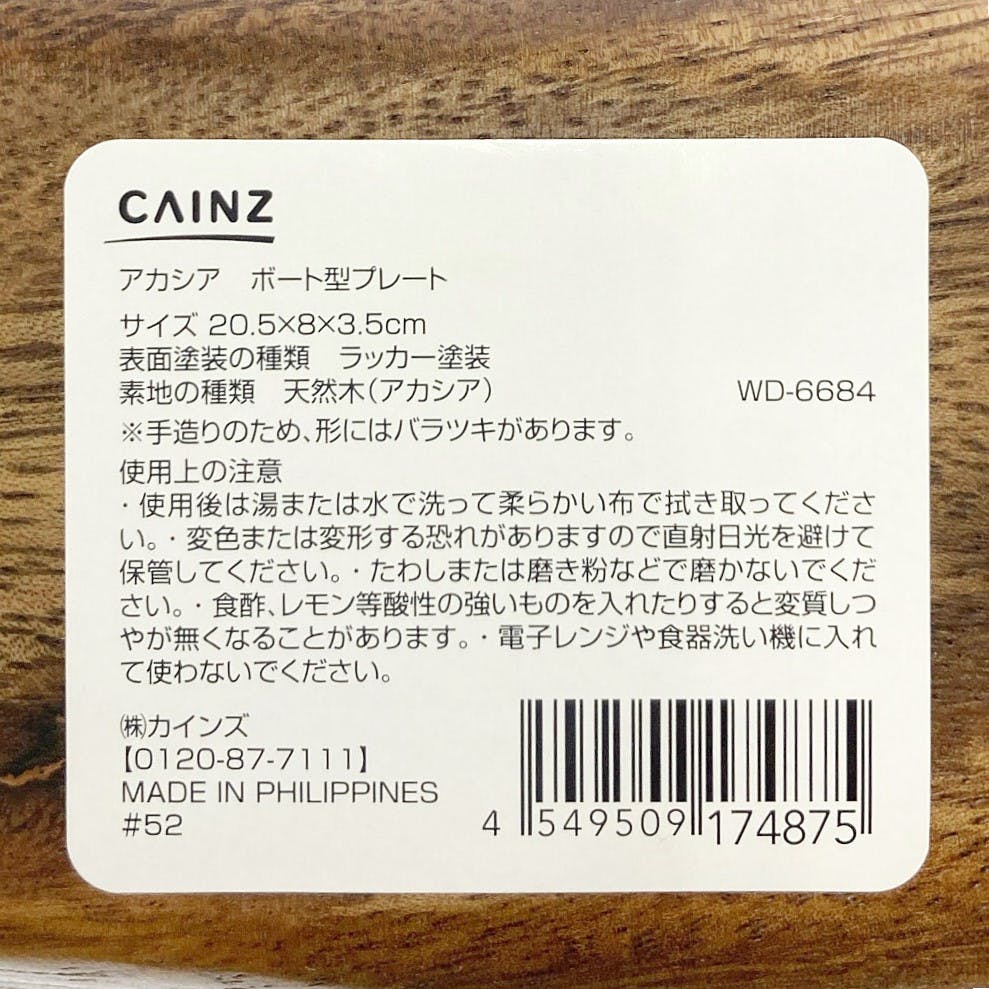 CAINZ
アカシア　ボート型プレート
サイズ 20.5×8×3.5cm
表面塗装の種類　ラッカー塗装
素地の種類　天然木(アカシア)　WD-6684
※手造りのため、形にはバラツキがあります。
使用上の注意
・使用後は湯または水で洗って柔らかい布で拭き取ってくださ
い。・変色または変形する恐れがありますので直射日光を避けて
保管してください。・たわしまたは磨き粉などで磨かないでくだ
さい。・食酢、レモン等酸性の強いものを入れたりすると変質しつ
やが無くなることがあります。・電子レンジや食器洗い機に入れ
て使わないでください。
㈱カインズ
【0120-87-7111】
MADE IN PHILIPPINES
#52
4 549509 174875